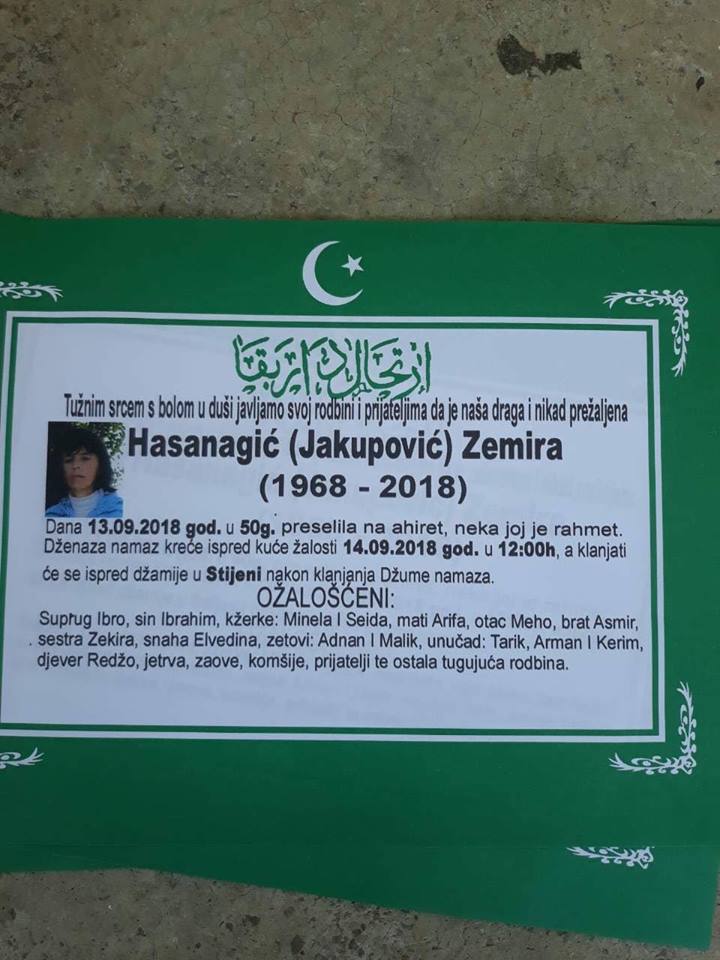 إرتحال دار بقا
Tužnim srcem s bolom u duši javljamo svoj rodbini i prijateljima da je naša draga i nikad prežaljena
Hasanagić (Jakupović) Zemira
(1968 - 2018)
Dana 13.09.2018 god. u 50g. preselila na ahiret, neka joj je rahmet.
Dženaza namaz kreće ispred kuće žalosti 14.09.2018 god. u 12:00h, a klanjati
će se ispred džamije u Stijeni nakon klanjanja Džume namaza.
OŽALOŠĆENI:
Suprug Ibro, sin Ibrahim, kžerke: Minela I Seida, mati Arifa, otac Meho, brat Asmir,
sestra Zekira, snaha Elvedina, zetovi: Adnan I Malik, unučad: Tarik, Arman I Kerim,
djever Redžo, jetrva, zaove, komšije, prijatelji te ostala tugujuća rodbina.